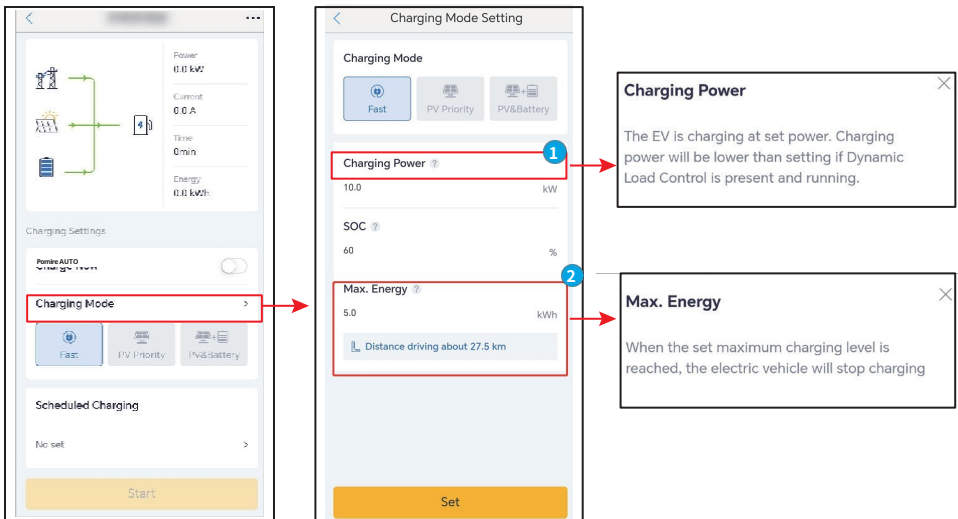 Power
0.0 kW
Current
0.0 A
Time
0min
Energy
0.0 kWh
Charging Settings
Pornire AUTO
Charge Now
Charging Mode
Fast
PV Priority
PV&Battery
Scheduled Charging
No set
Start
Charging Mode Setting
Charging Mode
Fast
PV Priority
PV&Battery
1
Charging Power ?
10.0 kW
SOC ?
60 %
2
Max. Energy ?
5.0 kWh
Distance driving about 27.5 km
Set
Charging Power
The EV is charging at set power. Charging
power will be lower than setting if Dynamic
Load Control is present and running.
Max. Energy
When the set maximum charging level is
reached, the electric vehicle will stop charging